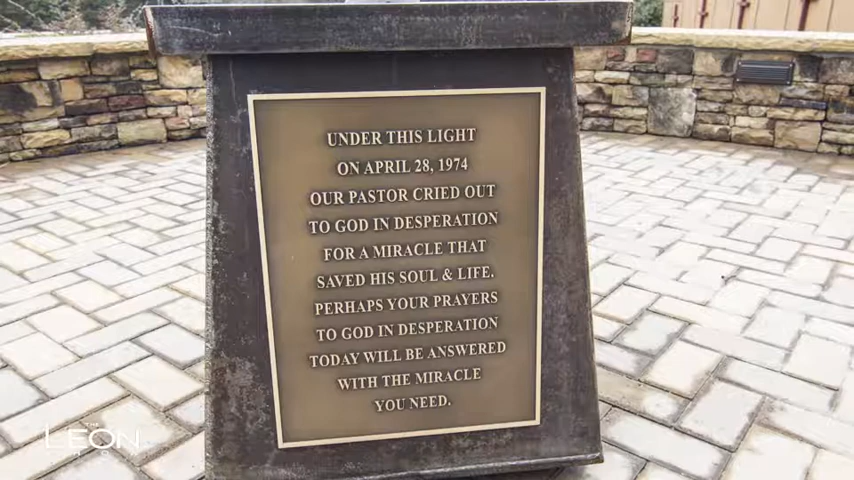 UNDER THIS LIGHT
ON APRIL 28, 1974
OUR PASTOR CRIED OUT
TO GOD IN DESPERATION
FOR A MIRACLE THAT
SAVED HIS SOUL & LIFE.
PERHAPS YOUR PRAYERS
TO GOD IN DESPERATION
TODAY WILL BE ANSWERED
WITH THE MIRACLE
YOU NEED.
THE
LEON